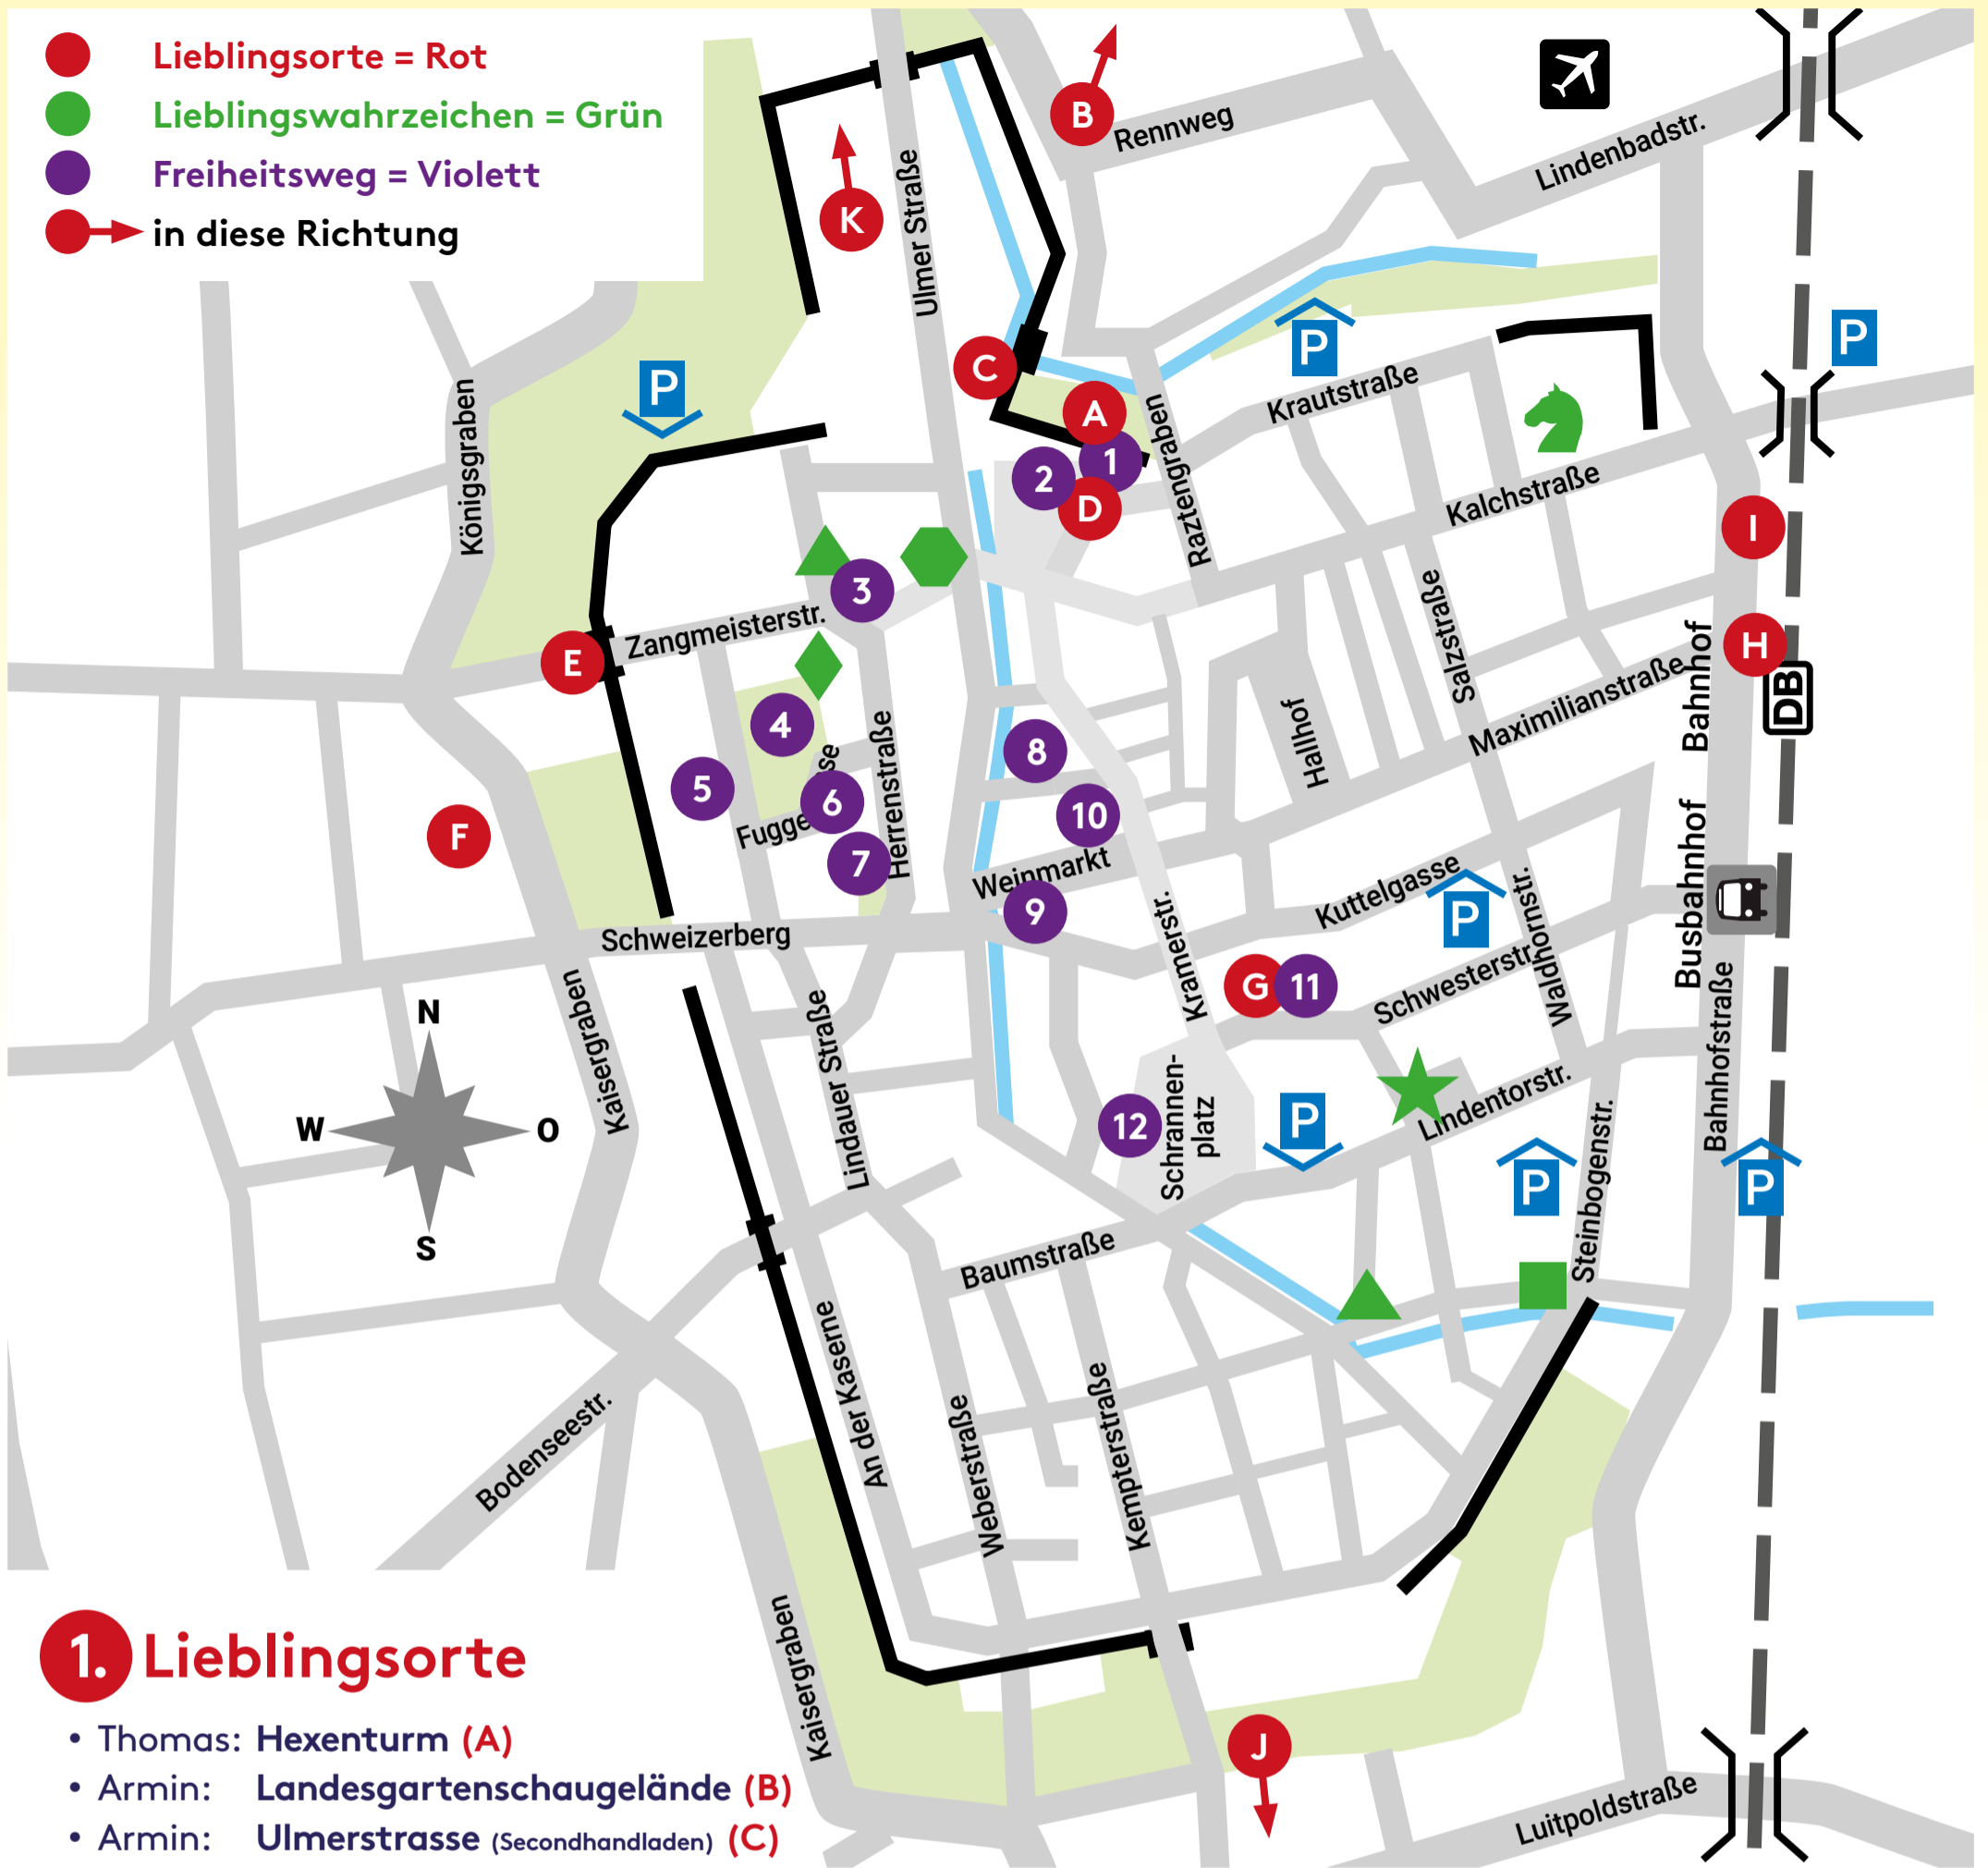 Lieblingsorte = Rot
Lieblingswahrzeichen = Grün
Freiheitsweg = Violett
in diese Richtung
B
Rennweg
Lindenbadstr.
K
Ulmer Straße
P
P
P
C
A
Krautstraße
Königsgraben
Raztengraben
1
2
D
Kalchstraße
I
3
Zangmeisterstr.
E
Salzstraße
H
Bahnhof
DB
Maximilianstraße
4
Hallhof
8
5
6
Herrenstraße
10
F
7
Weinmarkt
9
Kuttelgasse
P
Busbahnhof
Schweizerberg
Kramerstr.
Waldhornstr.
G
11
Schwesterstr.
N
W
O
S
Kaisergraben
Lindauer Straße
Bahnhofstraße
12
Schrannen-
platz
P
Lindentorstr.
P
P
Steinbogenstr.
Baumstraße
An der Kaserne
Weberstraße
Kempterstraße
Bodenseestr.
Kaisergraben
J
Luitpoldstraße
1. Lieblingsorte
• Thomas: Hexenturm (A)
• Armin: Landesgartenschaugelände (B)
• Armin: Ulmerstrasse (Secondhandladen) (C)